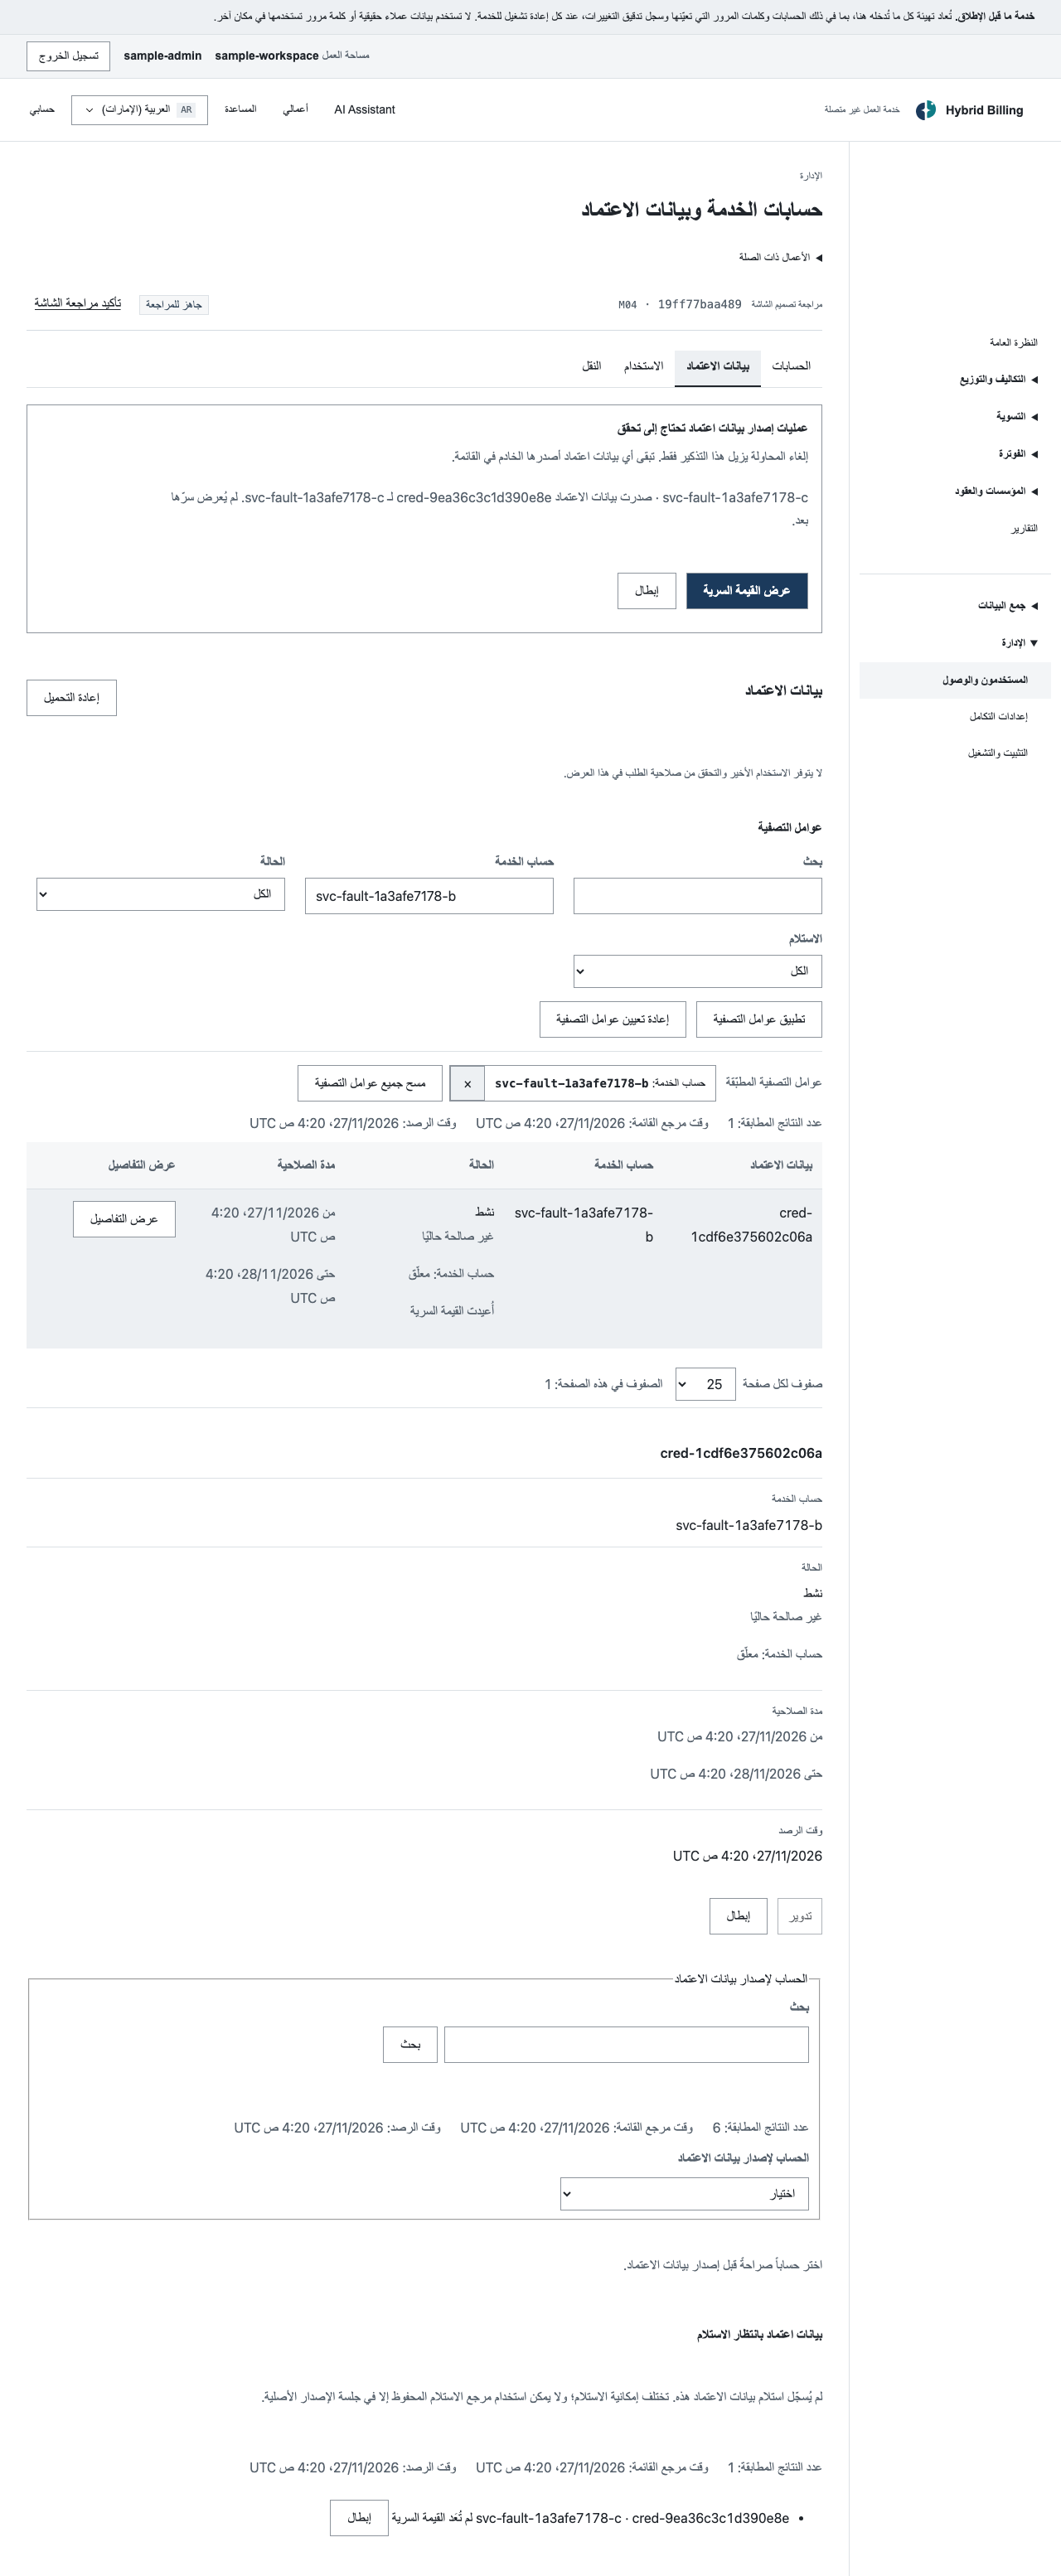 خدمة ما قبل الإطلاق. تُعاد تهيئة كل ما تُدخله هنا، بما في ذلك الحسابات وكلمات المرور التي تعيّنها وسجل تدقيق التغييرات، عند كل إعادة تشغيل للخدمة. لا تستخدم بيانات عملاء حقيقية أو كلمة مرور تستخدمها في مكان آخر.
مساحة العمل sample-workspace sample-admin تسجيل الخروج
Hybrid Billing خدمة العمل غير متصلة AI Assistant أعمالي المساعدة AR العربية (الإمارات) حسابي
النظرة العامة
التكاليف والتوزيع
التسوية
الفوترة
المؤسسات والعقود
التقارير
جمع البيانات
الإدارة
المستخدمون والوصول
إعدادات التكامل
التثبيت والتشغيل
الإدارة
حسابات الخدمة وبيانات الاعتماد
الأعمال ذات الصلة
مراجعة تصميم الشاشة 19ff77baa489 · M04 جاهز للمراجعة تأكيد مراجعة الشاشة
الحسابات بيانات الاعتماد الاستخدام النقل
عمليات إصدار بيانات اعتماد تحتاج إلى تحقق
إلغاء المحاولة يزيل هذا التذكير فقط. تبقى أي بيانات اعتماد أصدرها الخادم في القائمة.
svc-fault-1a3afe7178-c · صدرت بيانات الاعتماد cred-9ea36c3c1d390e8e لـ svc-fault-1a3afe7178-c. لم يُعرض سرّها
بعد.
عرض القيمة السرية إبطال
بيانات الاعتماد إعادة التحميل
لا يتوفر الاستخدام الأخير والتحقق من صلاحية الطلب في هذا العرض.
عوامل التصفية
بحث حساب الخدمة الحالة
svc-fault-1a3afe7178-b الكل
الاستلام
الكل
تطبيق عوامل التصفية إعادة تعيين عوامل التصفية
عوامل التصفية المطبّقة حساب الخدمة: svc-fault-1a3afe7178-b × مسح جميع عوامل التصفية
عدد النتائج المطابقة: 1 وقت مرجع القائمة: 27/11/2026، 4:20 ص UTC وقت الرصد: 27/11/2026، 4:20 ص UTC
بيانات الاعتماد حساب الخدمة الحالة مدة الصلاحية عرض التفاصيل
cred-1cdf6e375602c06a svc-fault-1a3afe7178-b نشط من 27/11/2026، 4:20 ص UTC عرض التفاصيل
غير صالحة حاليًا
حساب الخدمة: معلّق حتى 28/11/2026، 4:20 ص UTC
أُعيدت القيمة السرية
صفوف لكل صفحة 25 الصفوف في هذه الصفحة: 1
cred-1cdf6e375602c06a
حساب الخدمة
svc-fault-1a3afe7178-b
الحالة
نشط
غير صالحة حاليًا
حساب الخدمة: معلّق
مدة الصلاحية
من 27/11/2026، 4:20 ص UTC
حتى 28/11/2026، 4:20 ص UTC
وقت الرصد
27/11/2026، 4:20 ص UTC
تدوير إبطال
الحساب لإصدار بيانات الاعتماد
بحث
بحث
عدد النتائج المطابقة: 6 وقت مرجع القائمة: 27/11/2026، 4:20 ص UTC وقت الرصد: 27/11/2026، 4:20 ص UTC
الحساب لإصدار بيانات الاعتماد
اختيار
اختر حساباً صراحةً قبل إصدار بيانات الاعتماد.
بيانات اعتماد بانتظار الاستلام
لم يُسجّل استلام بيانات الاعتماد هذه. تختلف إمكانية الاستلام؛ ولا يمكن استخدام مرجع الاستلام المحفوظ إلا في جلسة الإصدار الأصلية.
عدد النتائج المطابقة: 1 وقت مرجع القائمة: 27/11/2026، 4:20 ص UTC وقت الرصد: 27/11/2026، 4:20 ص UTC
• svc-fault-1a3afe7178-c · cred-9ea36c3c1d390e8e لم تُعَد القيمة السرية إبطال